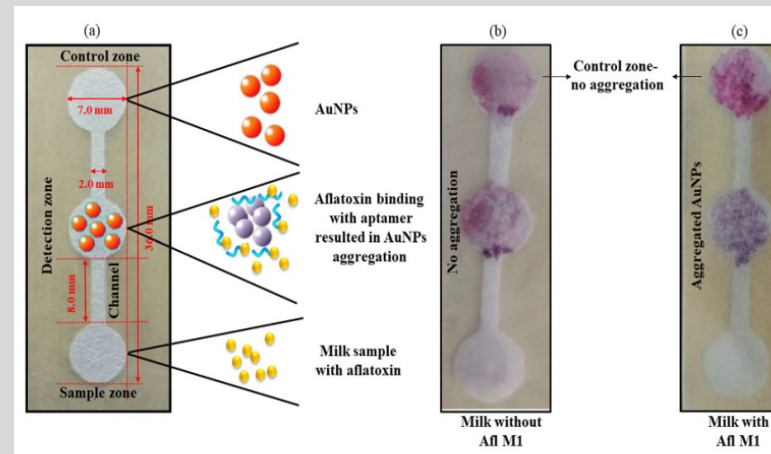 (a)
Control zone
7.0 mm
2.0 mm
36.0 mm
Detection zone
8.0 mm
Channel
Sample zone
AuNPs
Aflatoxin binding
with aptamer
resulted in AuNPs
aggregation
Milk sample
with aflatoxin
(b)
Control zone-
no aggregation
No aggregation
Milk without
Afl M1
(c)
Aggregated AuNPs
Milk with
Afl M1